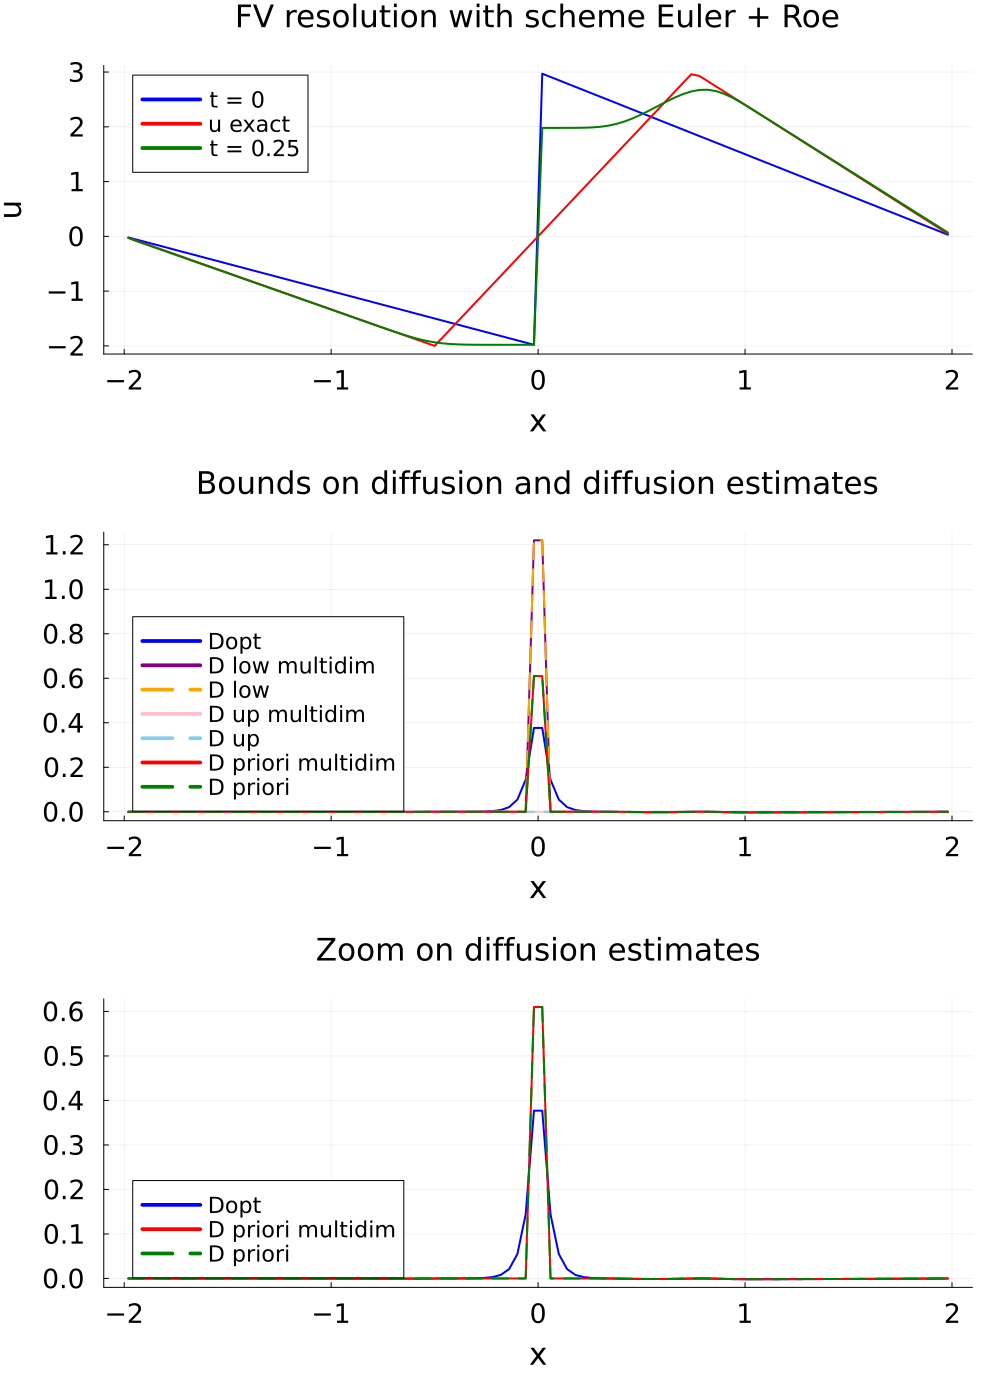 FV resolution with scheme Euler + Roe
3
2
1
0
−1
−2
u
t = 0
u exact
t = 0.25
−2
−1
0
1
2
x
Bounds on diffusion and diffusion estimates
1.2
1.0
0.8
0.6
0.4
0.2
0.0
Dopt
D low multidim
D low
D up multidim
D up
D priori multidim
D priori
−2
−1
0
1
2
x
Zoom on diffusion estimates
0.6
0.5
0.4
0.3
0.2
0.1
0.0
Dopt
D priori multidim
D priori
−2
−1
0
1
2
x